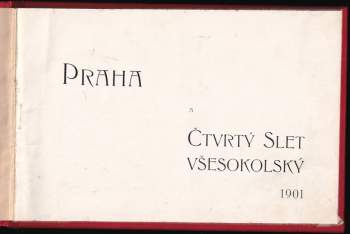 PRAHA
A
ČTVRTÝ SLET
VŠESOKOLSKÝ
1901